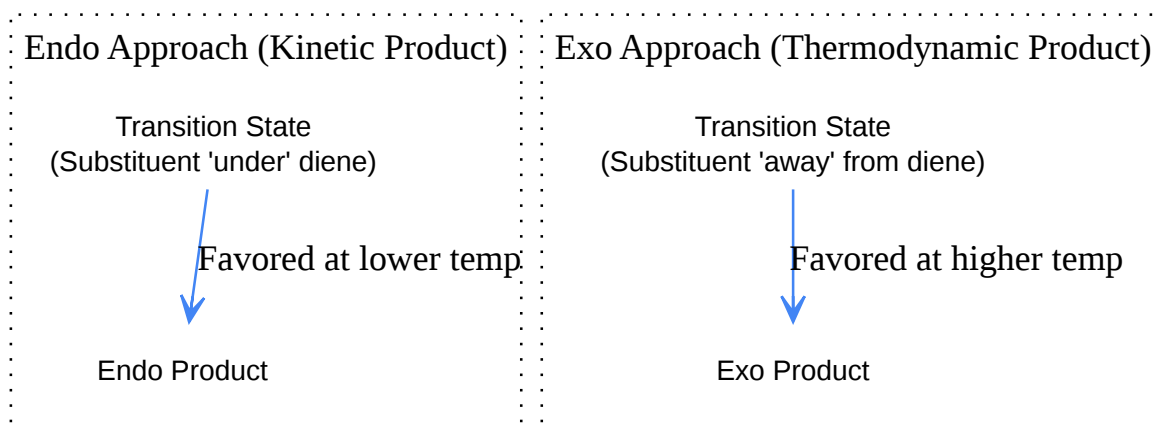 Endo Approach (Kinetic Product)
Transition State
(Substituent 'under' diene)
Favored at lower temp
Endo Product
Exo Approach (Thermodynamic Product)
Transition State
(Substituent 'away' from diene)
Favored at higher temp
Exo Product